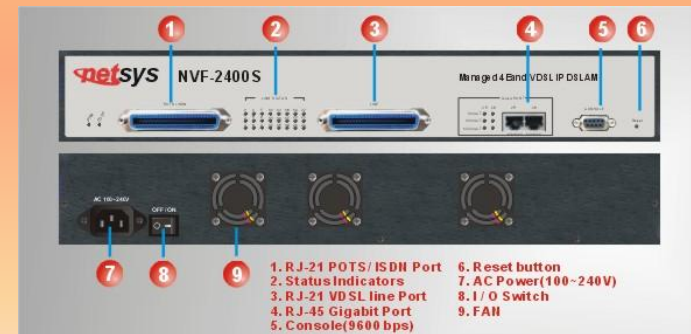 1 2 3 4 5 6
netsys NVF-2400S
Managed 4 Band VDSL IP DSLAM
AC 100~240V
OFF / ON
7 8 9
1. RJ-21 POTS/ ISDN Port
2. Status Indicators
3. RJ-21 VDSL line Port
4. RJ-45 Gigabit Port
5. Console(9600 bps)
6. Reset button
7. AC Power(100~240V)
8. I / O Switch
9. FAN